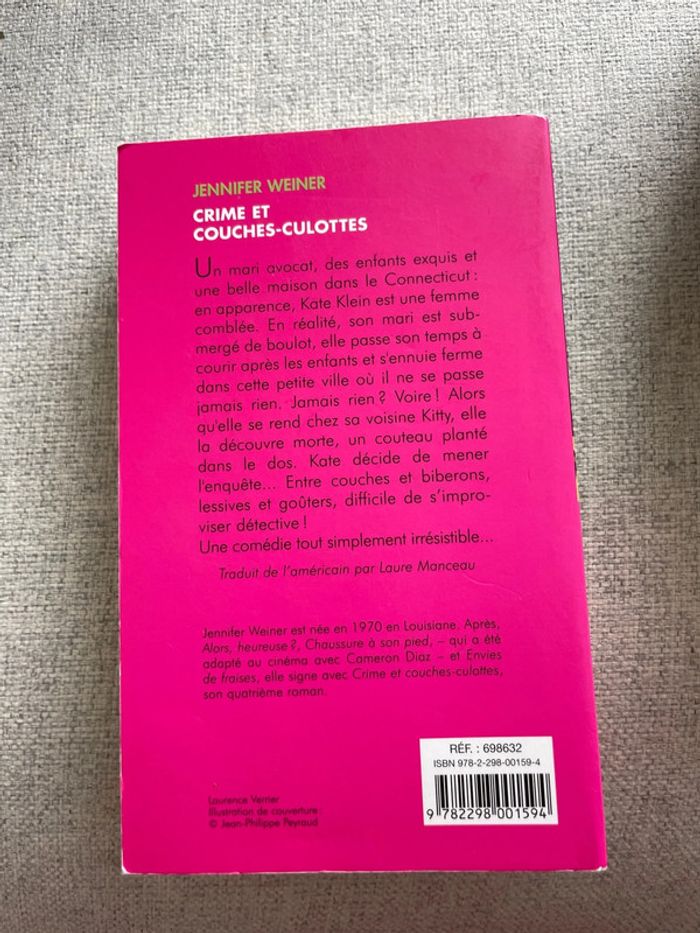 JENNIFER WEINER
CRIME ET
COUCHES-CULOTTES
Un mari avocat, des enfants exquis et
une belle maison dans le Connecticut :
en apparence, Kate Klein est une femme
comblée. En réalité, son mari est sub-
mergé de boulot, elle passe son temps à
courir après les enfants et s'ennuie ferme
dans cette petite ville où il ne se passe
jamais rien. Jamais rien ? Voire ! Alors
qu'elle se rend chez sa voisine Kitty, elle
la découvre morte, un couteau planté
dans le dos. Kate décide de mener
l'enquête... Entre couches et biberons,
lessives et goûters, difficile de s'impro-
viser détective !
Une comédie tout simplement irrésistible...
Traduit de l'américain par Laure Manceau
Jennifer Weiner est née en 1970 en Louisiane. Après,
Alors, heureuse ?, Chaussure à son pied, – qui a été
adapté au cinéma avec Cameron Diaz – et Envies
de fraises, elle signe avec Crime et couches-culottes,
son quatrième roman.
RÉF. : 698632
ISBN 978-2-298-00159-4
9 782298 001594
Laurence Verrier
Illustration de couverture :
© Jean-Philippe Peyraud